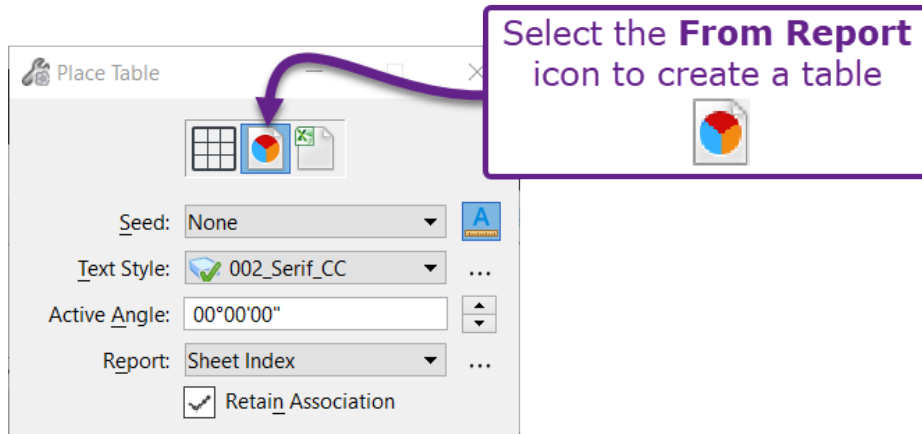 Select the From Report
icon to create a table
Place Table
Seed: None
A
Text Style: 002_Serif_CC ...
Active Angle: 00°00'00"
Report: Sheet Index ...
Retain Association